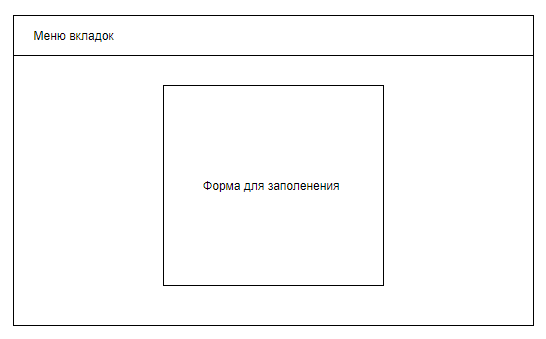 Меню вкладок
Форма для заполенения